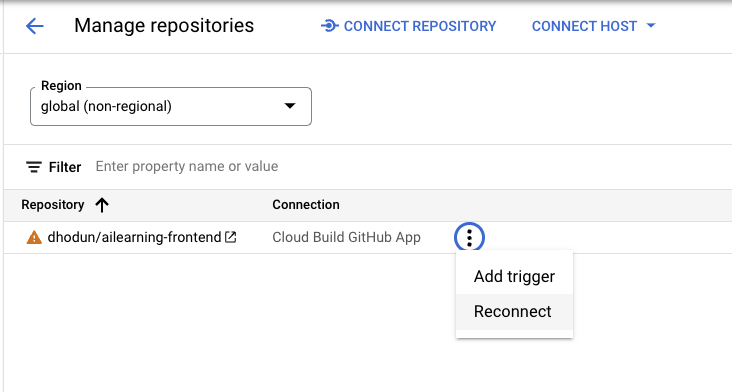 Manage repositories
CONNECT REPOSITORY
CONNECT HOST
Region
global (non-regional)
Filter Enter property name or value
Repository Connection
dhodun/ailearning-frontend Cloud Build GitHub App
Add trigger
Reconnect